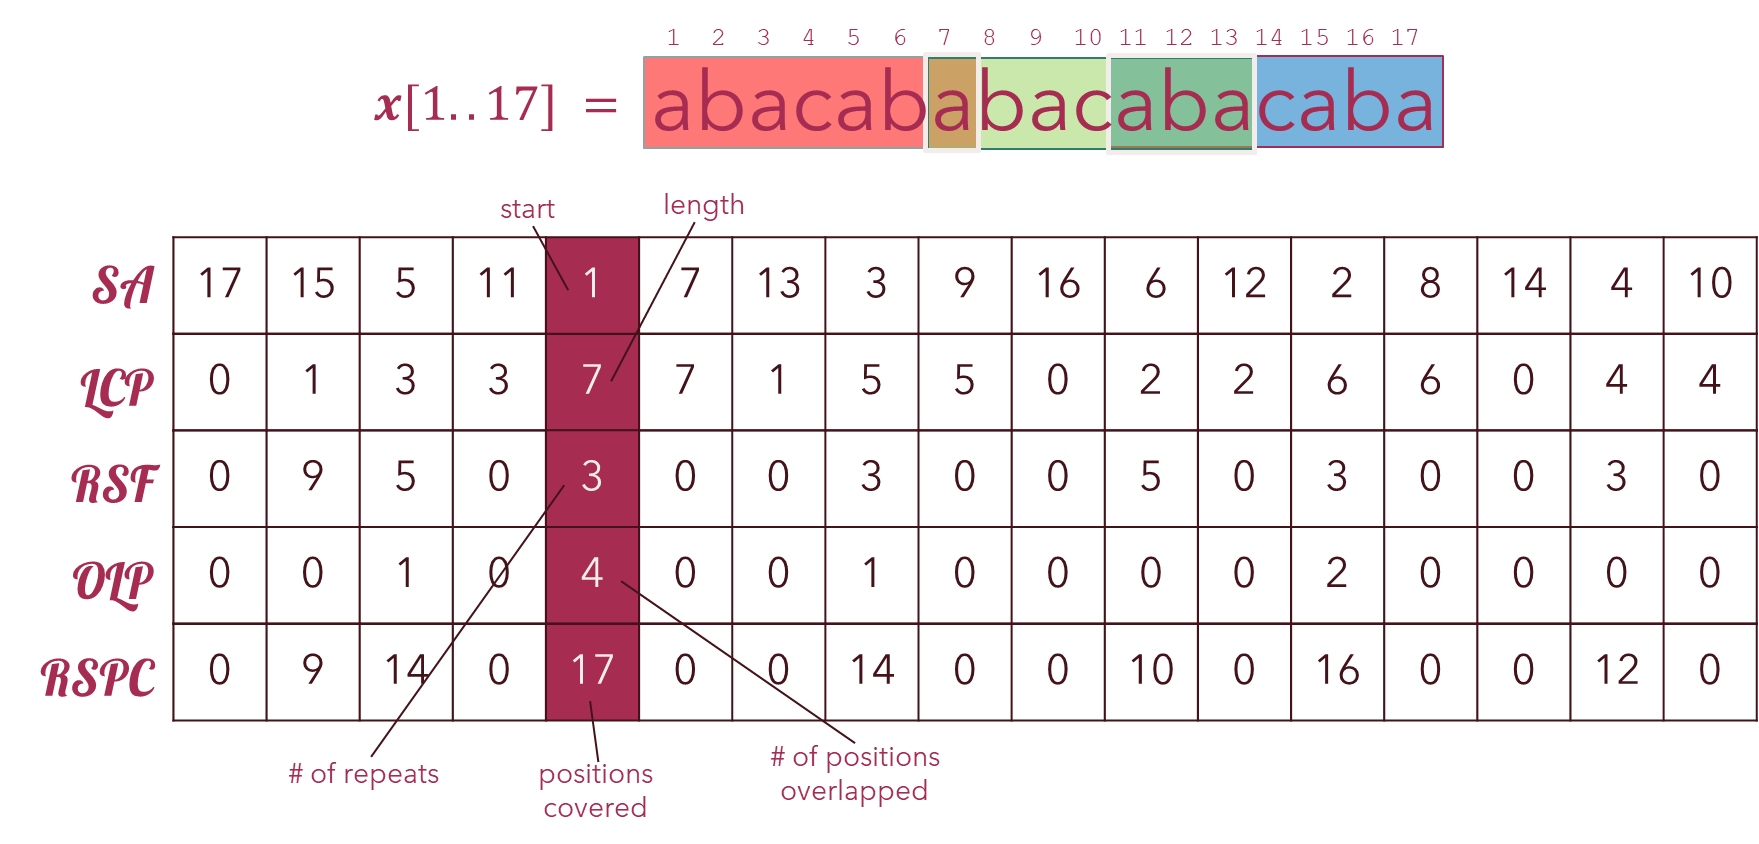 1 2 3 4 5 6 7 8 9 10 11 12 13 14 15 16 17
x[1..17] = abacababacabacaba
start length
SA 17 15 5 11 1 7 13 3 9 16 6 12 2 8 14 4 10
LCP 0 1 3 3 7 7 1 5 5 0 2 2 6 6 0 4 4
RSF 0 9 5 0 3 0 0 3 0 0 5 0 3 0 0 3 0
OLP 0 0 1 0 4 0 0 1 0 0 0 0 2 0 0 0 0
RSPC 0 9 14 0 17 0 0 14 0 0 10 0 16 0 0 12 0
# of repeats
positions
covered
# of positions
overlapped